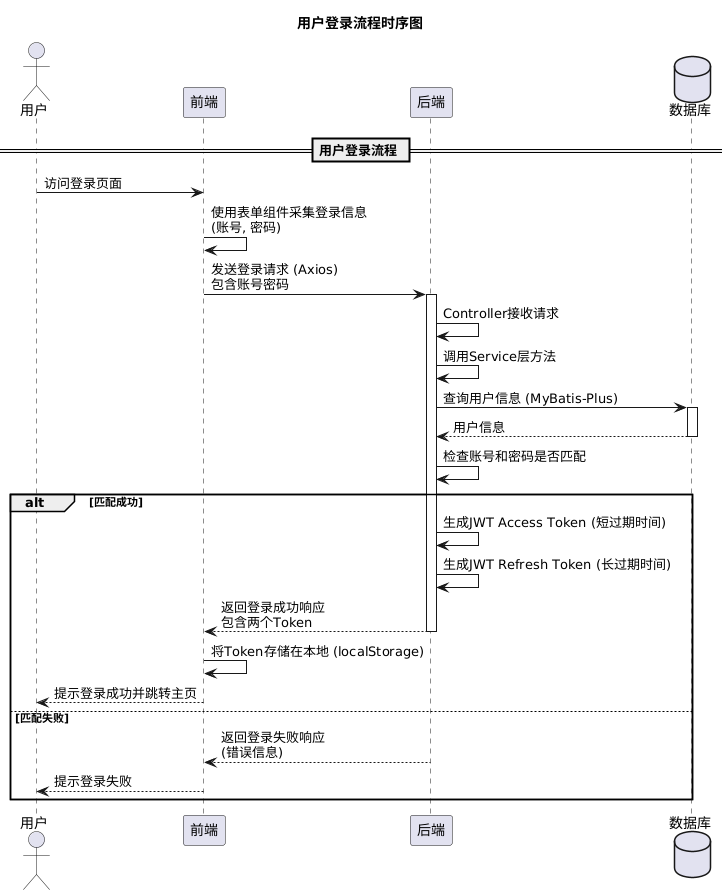 用户登录流程时序图
用户
前端
后端
数据库
用户登录流程
访问登录页面
使用表单组件采集登录信息
(账号, 密码)
发送登录请求 (Axios)
包含账号密码
Controller接收请求
调用Service层方法
查询用户信息 (MyBatis-Plus)
用户信息
检查账号和密码是否匹配
alt
[匹配成功]
生成JWT Access Token (短过期时间)
生成JWT Refresh Token (长过期时间)
返回登录成功响应
包含两个Token
将Token存储在本地 (localStorage)
提示登录成功并跳转主页
[匹配失败]
返回登录失败响应
(错误信息)
提示登录失败
用户
前端
后端
数据库